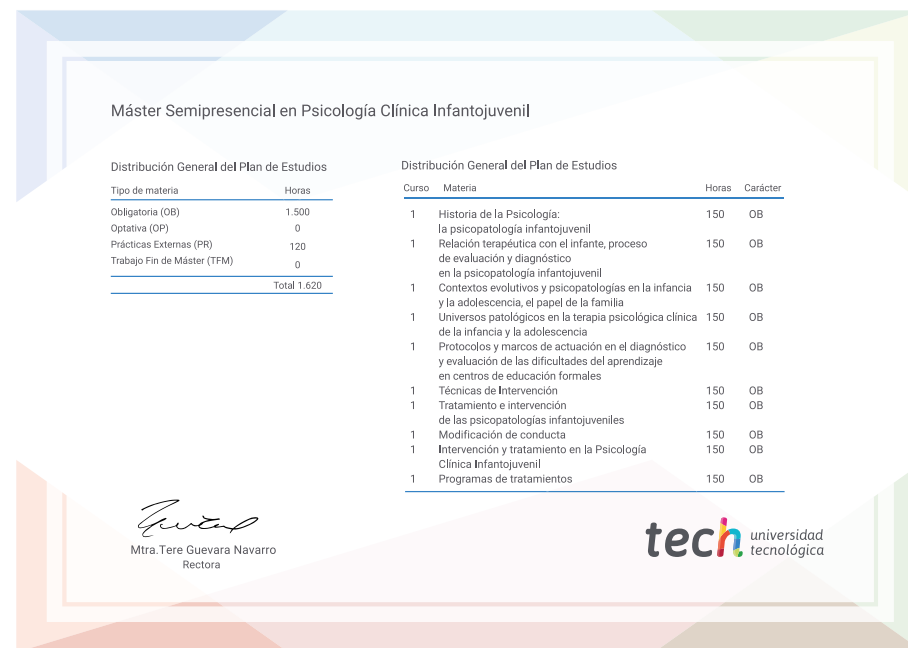 Máster Semipresencial en Psicología Clínica Infantojuvenil
Distribución General del Plan de Estudios
Tipo de materia Horas
Obligatoria (OB) 1.500
Optativa (OP) 0
Prácticas Externas (PR) 120
Trabajo Fin de Máster (TFM) 0
Total 1.620
Distribución General del Plan de Estudios
Curso Materia Horas Carácter
1 Historia de la Psicología: 150 OB
la psicopatología infantojuvenil
1 Relación terapéutica con el infante, proceso 150 OB
de evaluación y diagnóstico
en la psicopatología infantojuvenil
1 Contextos evolutivos y psicopatologías en la infancia 150 OB
y la adolescencia, el papel de la familia
1 Universos patológicos en la terapia psicológica clínica 150 OB
de la infancia y la adolescencia
1 Protocolos y marcos de actuación en el diagnóstico 150 OB
y evaluación de las dificultades del aprendizaje
en centros de educación formales
1 Técnicas de Intervención 150 OB
1 Tratamiento e intervención 150 OB
de las psicopatologías infantojuveniles
1 Modificación de conducta 150 OB
1 Intervención y tratamiento en la Psicología 150 OB
Clínica Infantojuvenil
1 Programas de tratamientos 150 OB
Mtra.Tere Guevara Navarro
Rectora
tech universidad
tecnológica